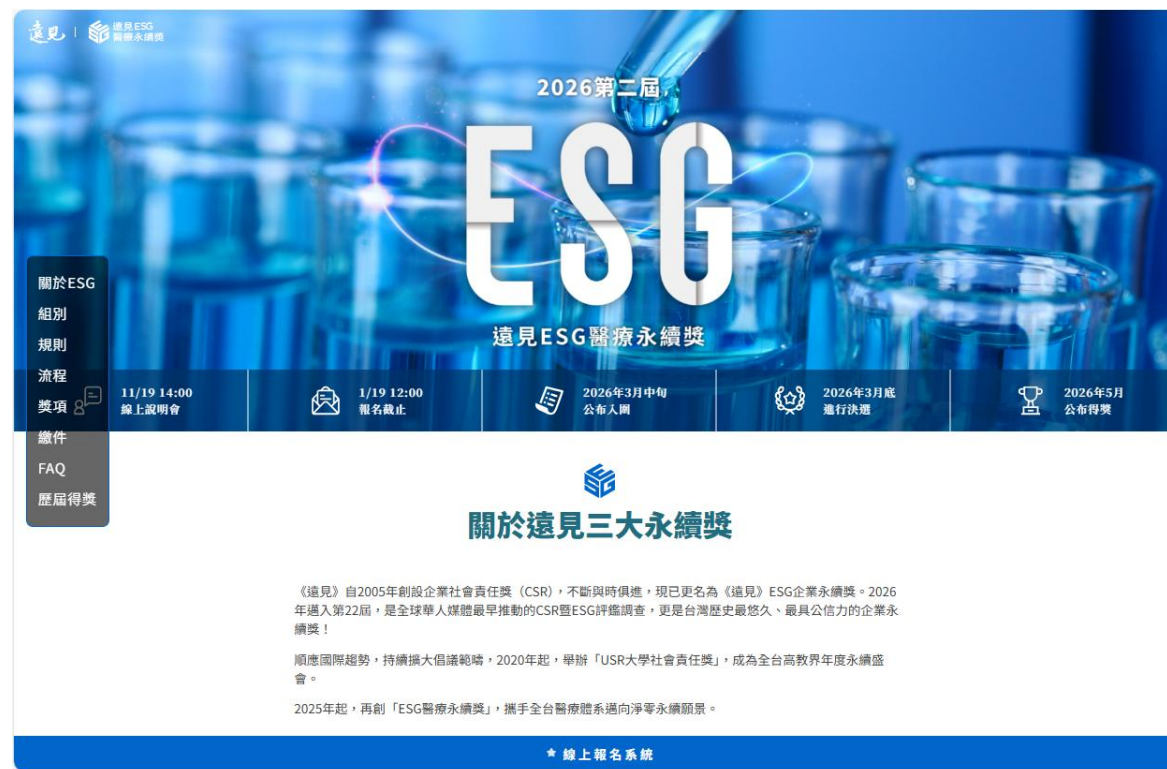 遠見
遠見ESG
醫療永續獎
2026第二屆
ESG
遠見ESG醫療永續獎
關於ESG
組別
規則
流程
獎項
繳件
FAQ
歷屆得獎
11/19 14:00
線上說明會
1/19 12:00
報名截止
2026年3月中旬
公布入圍
2026年3月底
進行決選
2026年5月
公布得獎
ESG
關於遠見三大永續獎
《遠見》自2005年創設企業社會責任獎（CSR），不斷與時俱進，現已更名為《遠見》ESG企業永續獎。2026
年邁入第22屆，是全球華人媒體最早推動的CSR暨ESG評鑑調查，更是台灣歷史最悠久、最具公信力的企業永
續獎！
順應國際趨勢，持續擴大倡議範疇，2020年起，舉辦「USR大學社會責任獎」，成為全台高教界年度永續盛
會。
2025年起，再創「ESG醫療永續獎」，攜手全台醫療體系邁向淨零永續願景。
★ 線上報名系統